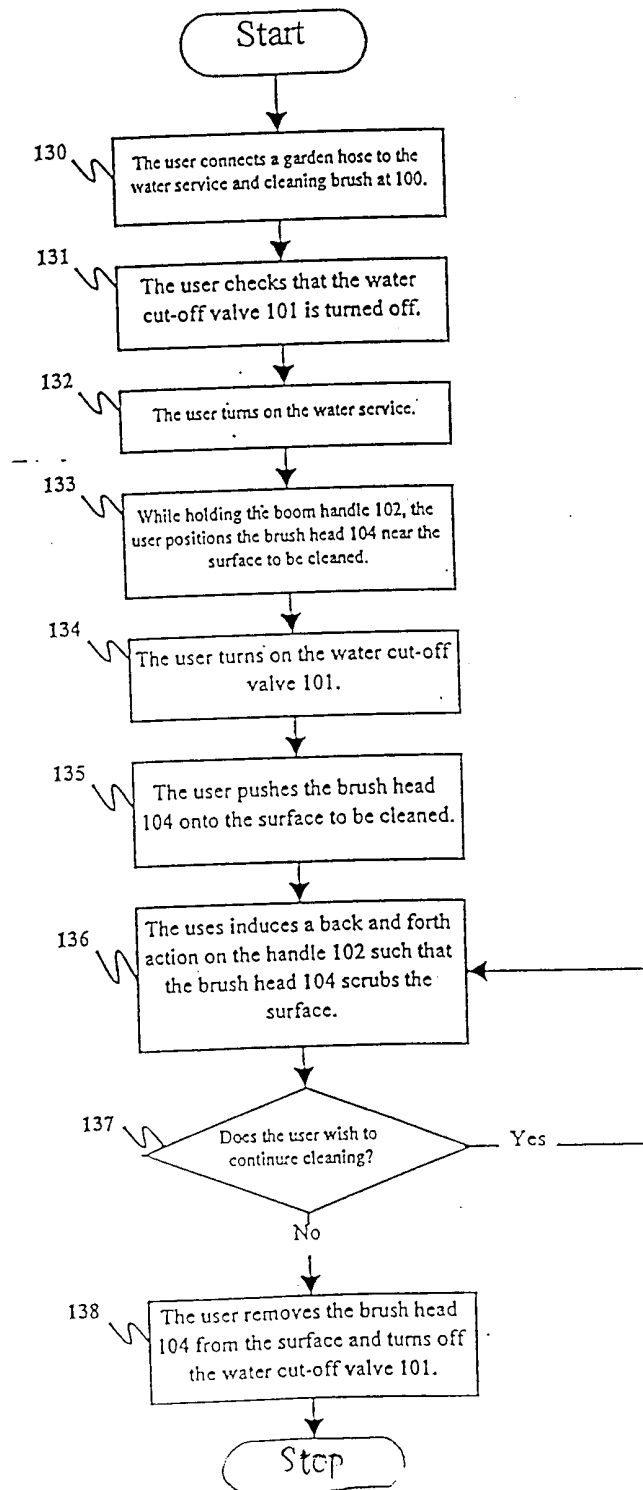 Start
130
The user connects a garden hose to the
water service and cleaning brush at 100.
131
The user checks that the water
cut-off valve 101 is turned off.
132
The user turns on the water service.
133
While holding the boom handle 102, the
user positions the brush head 104 near the
surface to be cleaned.
134
The user turns on the water cut-off
valve 101.
135
The user pushes the brush head
104 onto the surface to be cleaned.
136
The uses induces a back and forth
action on the handle 102 such that
the brush head 104 scrubs the
surface.
137
Does the user wish to
continure cleaning?
Yes
No
138
The user removes the brush head
104 from the surface and turns off
the water cut-off valve 101.
Stop